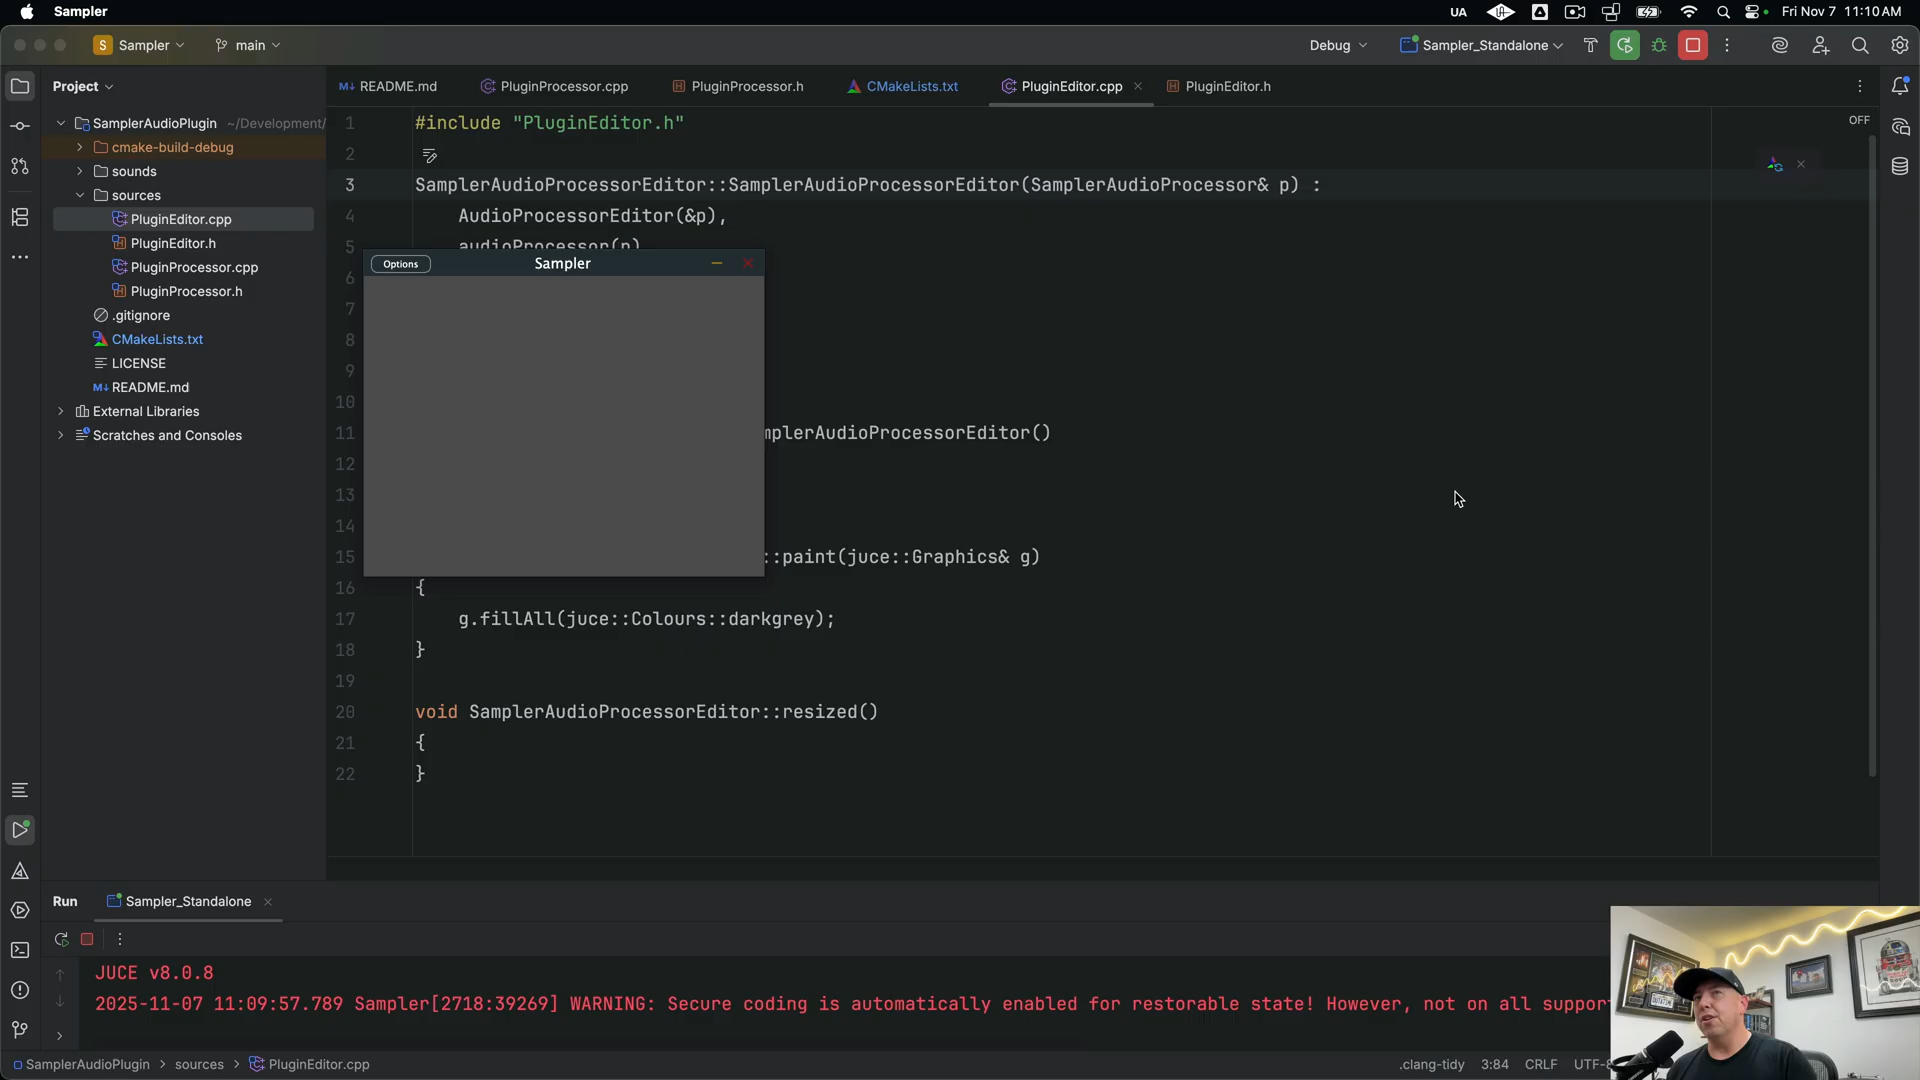 Sampler
UA
Fri Nov 7 11:10 AM
S Sampler
main
Debug
Sampler_Standalone
Project
M↓ README.md
PluginProcessor.cpp
PluginProcessor.h
CMakeLists.txt
PluginEditor.cpp
PluginEditor.h
OFF
SamplerAudioPlugin ~/Development/
cmake-build-debug
sounds
sources
PluginEditor.cpp
PluginEditor.h
PluginProcessor.cpp
PluginProcessor.h
.gitignore
CMakeLists.txt
LICENSE
M↓ README.md
External Libraries
Scratches and Consoles
1 #include "PluginEditor.h"
2
3 SamplerAudioProcessorEditor::SamplerAudioProcessorEditor(SamplerAudioProcessor& p) :
4 AudioProcessorEditor(&p),
5 audioProcessor(p)
6
7
8
9
10
11 mplerAudioProcessorEditor()
12
13
14
15 ::paint(juce::Graphics& g)
16 {
17 g.fillAll(juce::Colours::darkgrey);
18 }
19
20 void SamplerAudioProcessorEditor::resized()
21 {
22 }
Options
Sampler
Run
Sampler_Standalone
JUCE v8.0.8
2025-11-07 11:09:57.789 Sampler[2718:39269] WARNING: Secure coding is automatically enabled for restorable state! However, not on all suppor
SamplerAudioPlugin > sources > PluginEditor.cpp
.clang-tidy 3:84 CRLF UTF-8